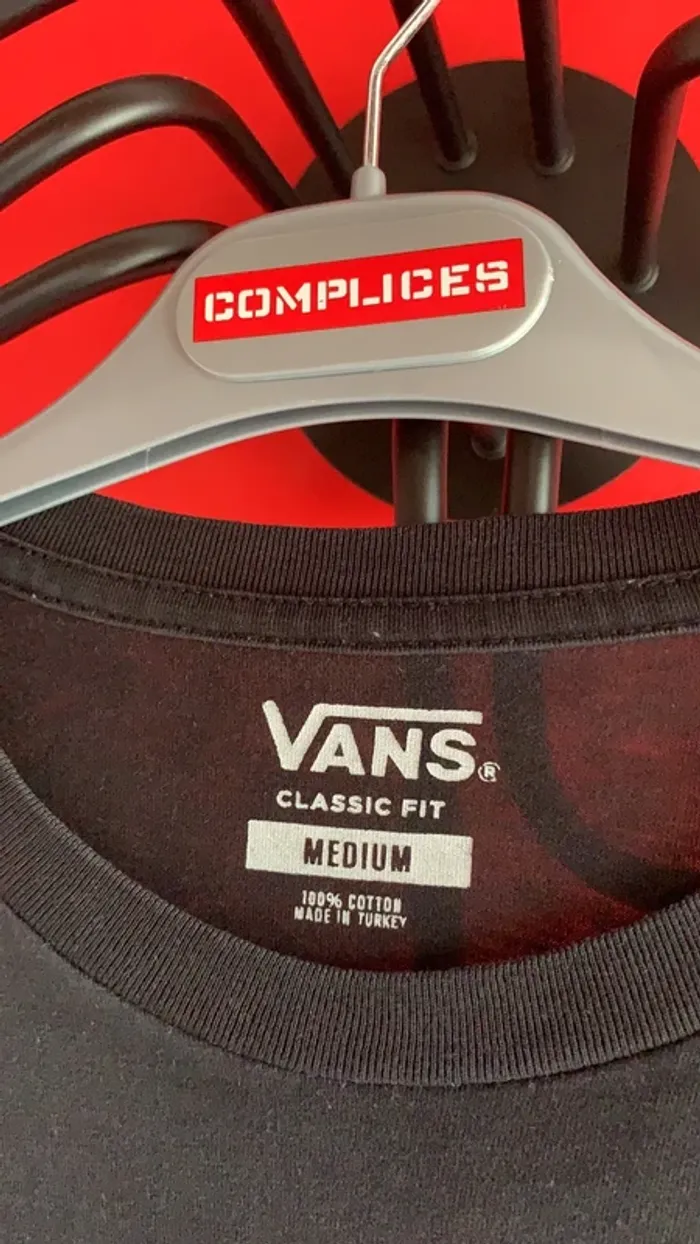 COMPLICES
VANS®
CLASSIC FIT
MEDIUM
100% COTTON
MADE IN TURKEY